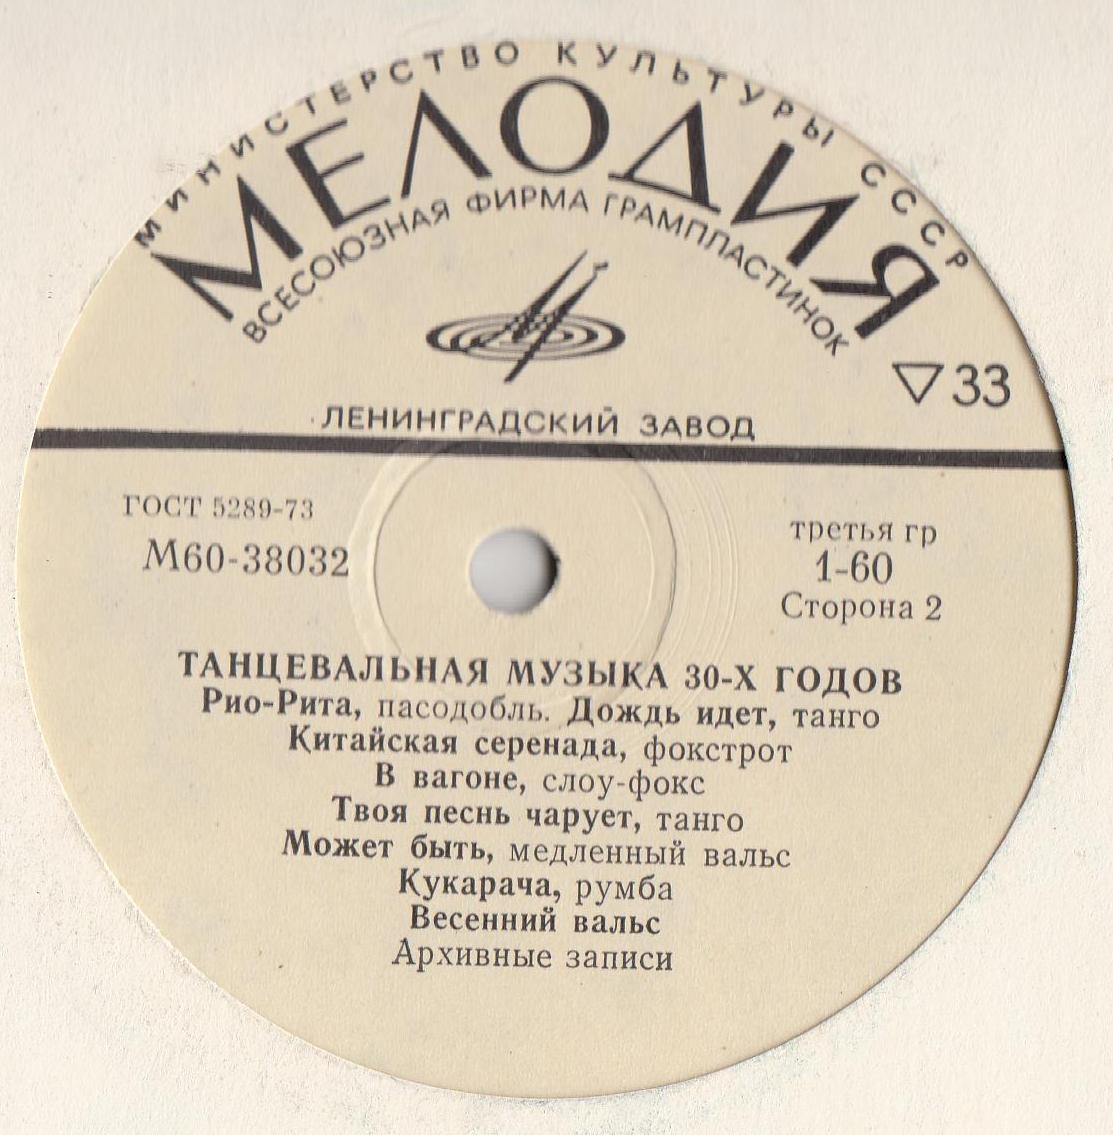 МИНИСТЕРСТВО КУЛЬТУРЫ СССР
МЕЛОДИЯ
ВСЕСОЮЗНАЯ ФИРМА ГРАМПЛАСТИНОК
33
ЛЕНИНГРАДСКИЙ ЗАВОД
ГОСТ 5289-73
М60-38032
третья гр
1-60
Сторона 2
ТАНЦЕВАЛЬНАЯ МУЗЫКА 30-Х ГОДОВ
Рио-Рита, пасодобль. Дождь идет, танго
Китайская серенада, фокстрот
В вагоне, слоу-фокс
Твоя песнь чарует, танго
Может быть, медленный вальс
Кукарача, румба
Весенний вальс
Архивные записи